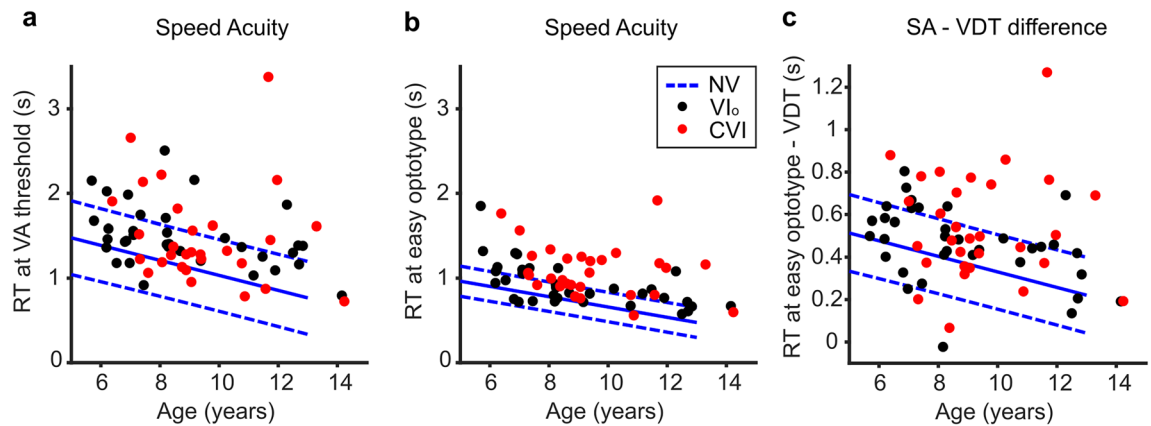 a
Speed Acuity
RT at VA threshold (s)
3
2
1
0
6 8 10 12 14
Age (years)
b
Speed Acuity
RT at easy optotype (s)
3
2
1
0
6 8 10 12 14
Age (years)
NV
VIo
CVI
c
SA - VDT difference
RT at easy optotype - VDT (s)
1.2
1
0.8
0.6
0.4
0.2
0
6 8 10 12 14
Age (years)